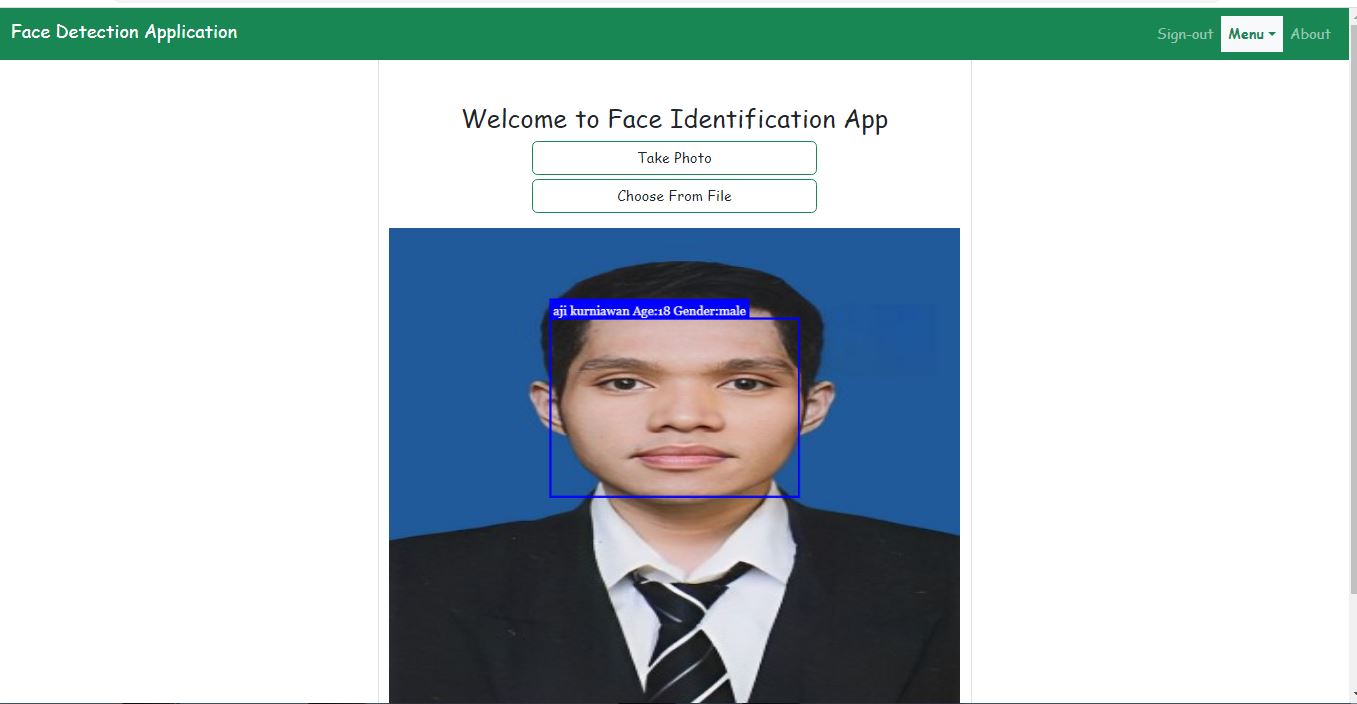 Face Detection Application
Sign-out Menu About
Welcome to Face Identification App
Take Photo
Choose From File
aji kurniawan Age:18 Gender:male